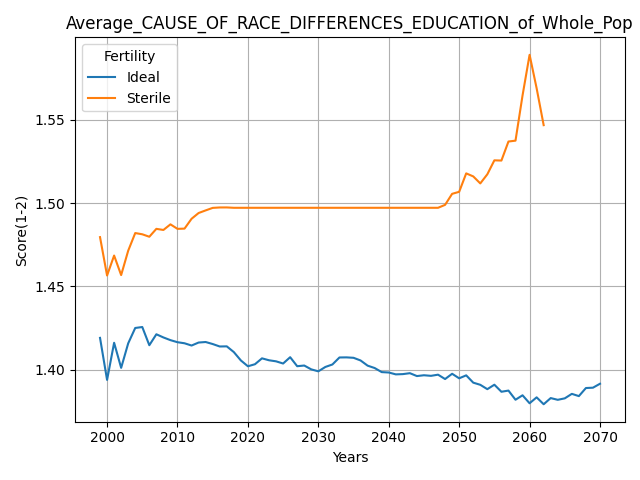 Average_CAUSE_OF_RACE_DIFFERENCES_EDUCATION_of_Whole_Pop
Fertility
Ideal
Sterile
1.55
1.50
1.45
1.40
Score(1-2)
2000 2010 2020 2030 2040 2050 2060 2070
Years